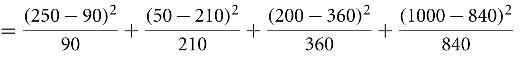 = (250 − 90)²/90 + (50 − 210)²/210 + (200 − 360)²/360 + (1000 − 840)²/840